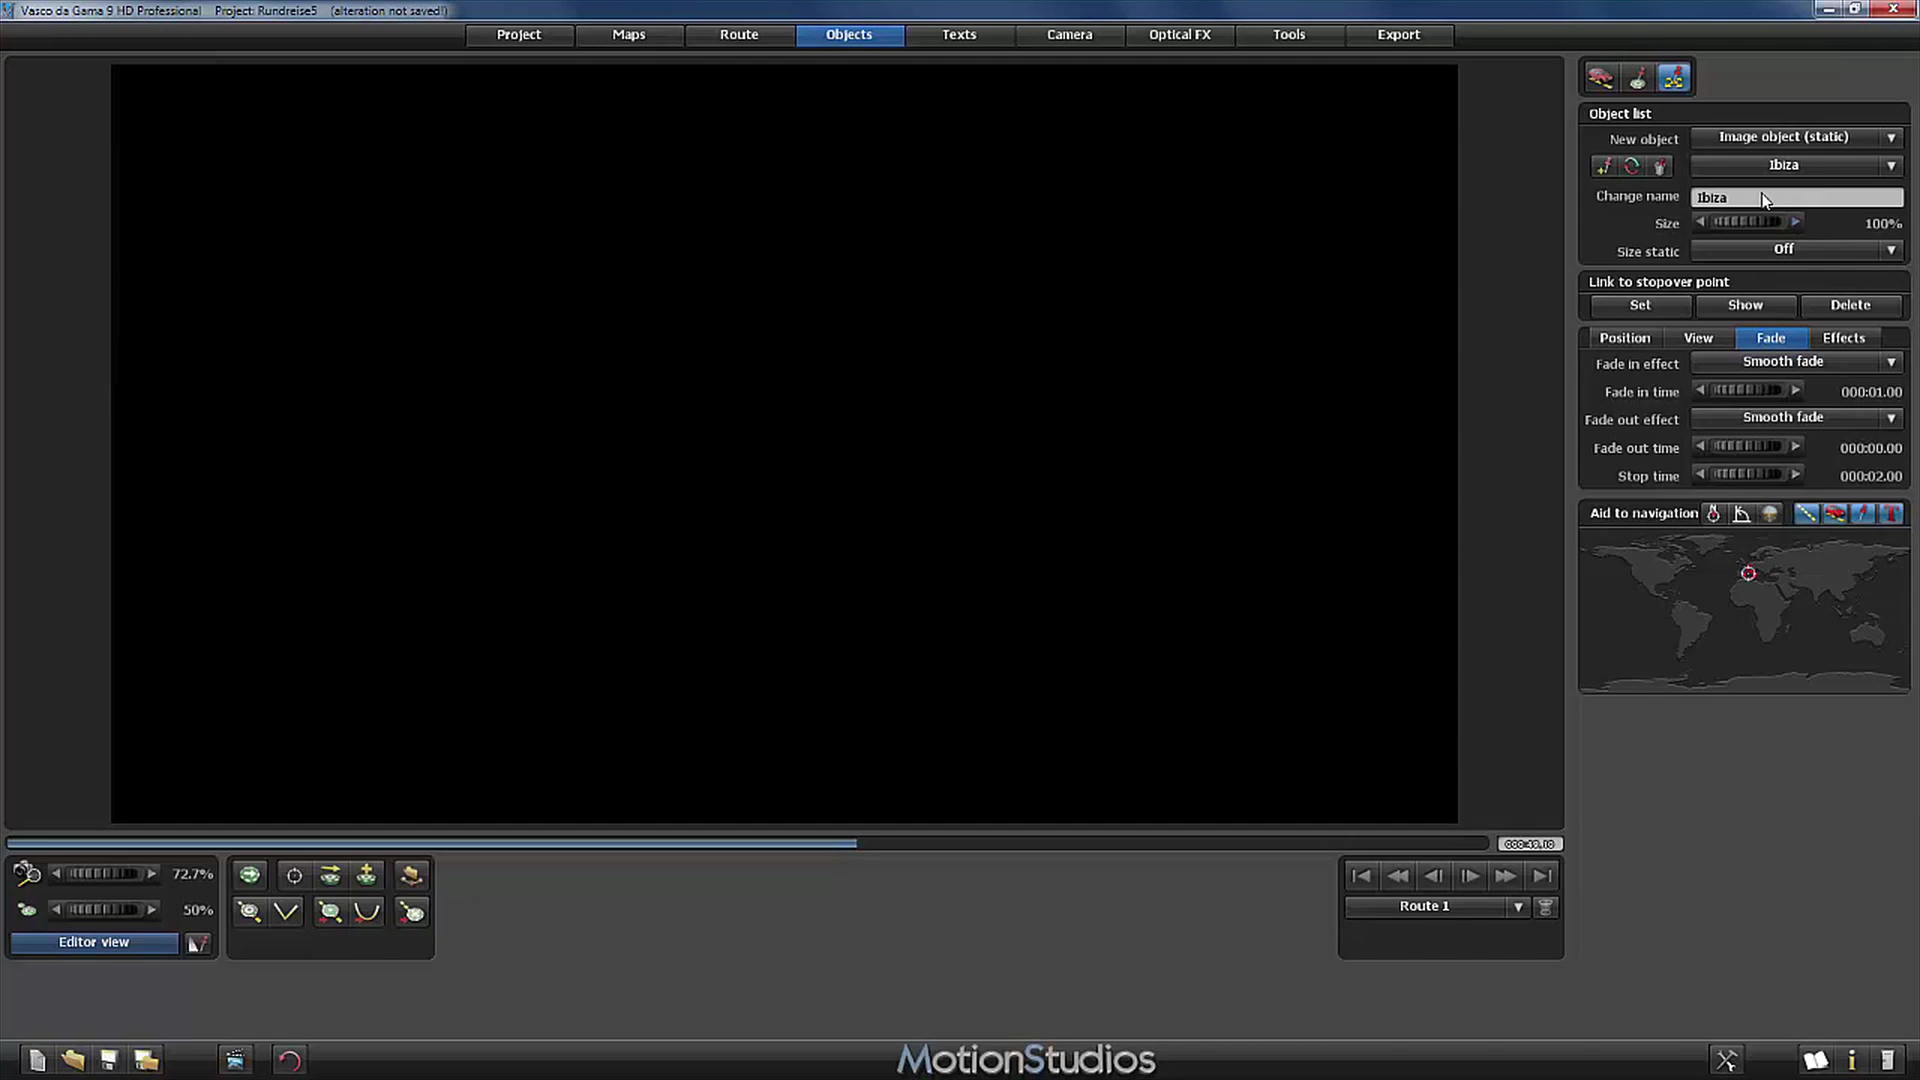 Vasco da Gama 9 HD Professional Project: Rundreise5 (alteration not saved!)
Project Maps Route Objects Texts Camera Optical FX Tools Export
Object list
New object Image object (static)
Ibiza
Change name Ibiza
Size 100%
Size static Off
Link to stopover point
Set Show Delete
Position View Fade Effects
Fade in effect Smooth fade
Fade in time 000:01.00
Fade out effect Smooth fade
Fade out time 000:00.00
Stop time 000:02.00
Aid to navigation
72.7%
50%
Editor view
Route 1
MotionStudios